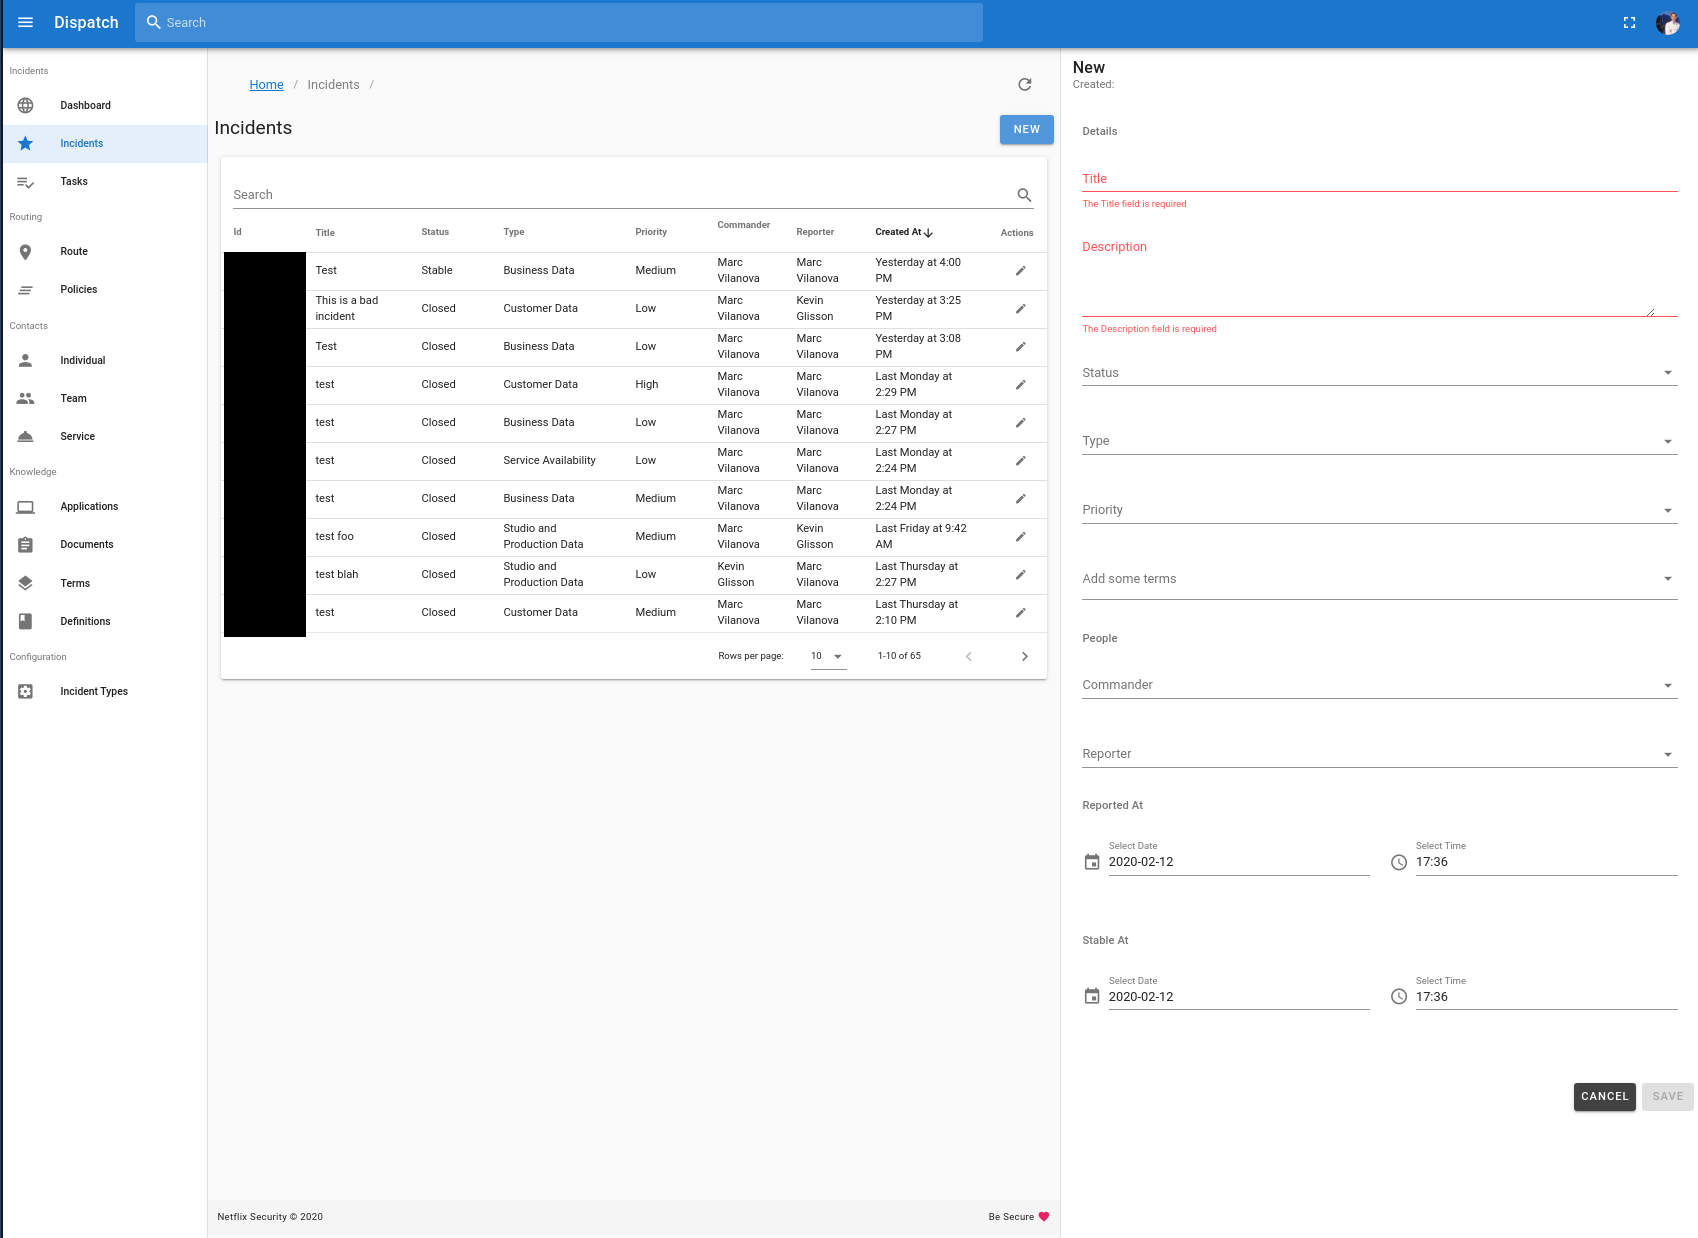 Dispatch
Search
Incidents
Dashboard
Incidents
Tasks
Routing
Route
Policies
Contacts
Individual
Team
Service
Knowledge
Applications
Documents
Terms
Definitions
Configuration
Incident Types
Home / Incidents /
Incidents
NEW
Search
Id Title Status Type Priority Commander Reporter Created At Actions
Test Stable Business Data Medium Marc Vilanova Marc Vilanova Yesterday at 4:00 PM
This is a bad incident Closed Customer Data Low Marc Vilanova Kevin Glisson Yesterday at 3:25 PM
Test Closed Business Data Low Marc Vilanova Marc Vilanova Yesterday at 3:08 PM
test Closed Customer Data High Marc Vilanova Marc Vilanova Last Monday at 2:29 PM
test Closed Business Data Low Marc Vilanova Marc Vilanova Last Monday at 2:27 PM
test Closed Service Availability Low Marc Vilanova Marc Vilanova Last Monday at 2:24 PM
test Closed Business Data Medium Marc Vilanova Marc Vilanova Last Monday at 2:24 PM
test foo Closed Studio and Production Data Medium Marc Vilanova Kevin Glisson Last Friday at 9:42 AM
test blah Closed Studio and Production Data Low Kevin Glisson Marc Vilanova Last Thursday at 2:27 PM
test Closed Customer Data Medium Marc Vilanova Marc Vilanova Last Thursday at 2:10 PM
Rows per page: 10 1-10 of 65
Netflix Security © 2020
Be Secure
New
Created:
Details
Title
The Title field is required
Description
The Description field is required
Status
Type
Priority
Add some terms
People
Commander
Reporter
Reported At
Select Date Select Time
2020-02-12 17:36
Stable At
Select Date Select Time
2020-02-12 17:36
CANCEL SAVE